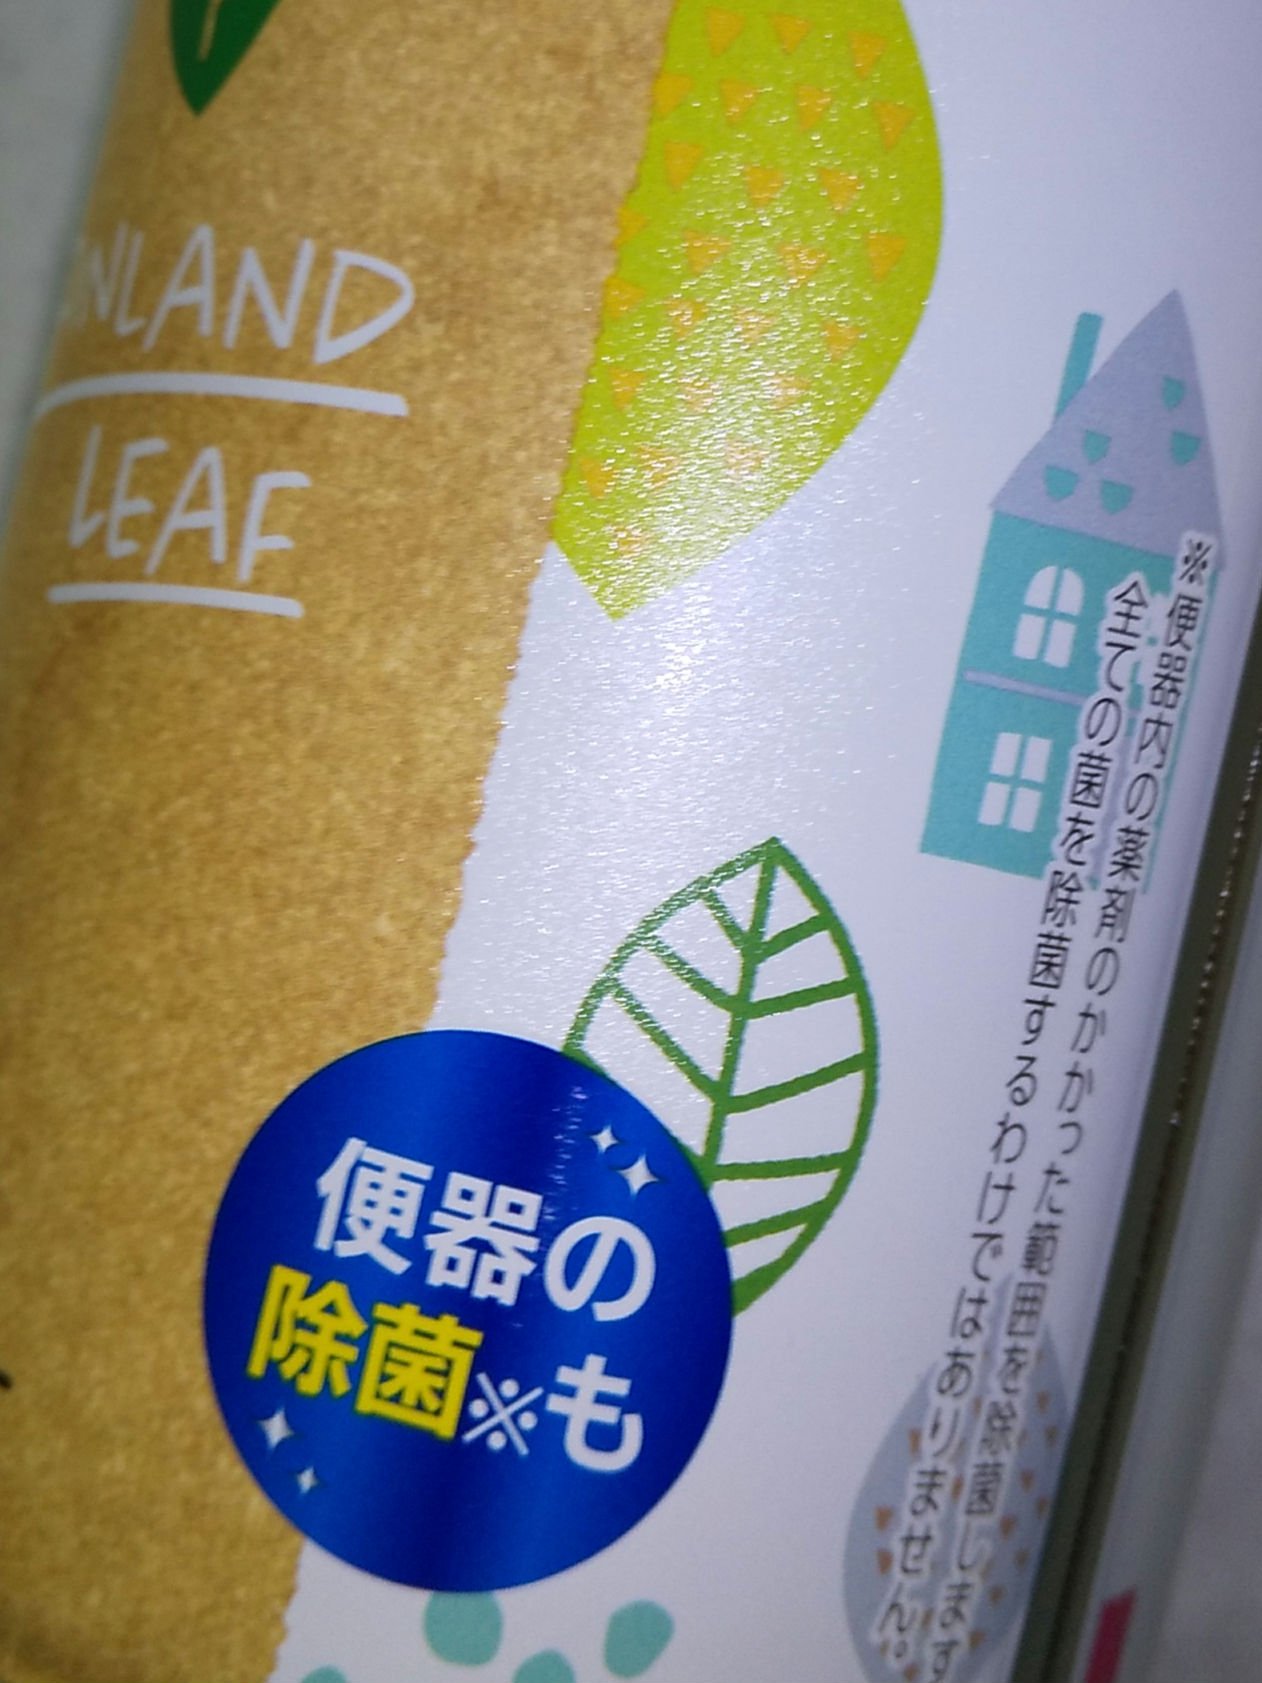 NLAND
LEAF
便器の
除菌※も
※便器内の薬剤のかかった範囲を除菌します
全ての菌を除菌するわけではありません。